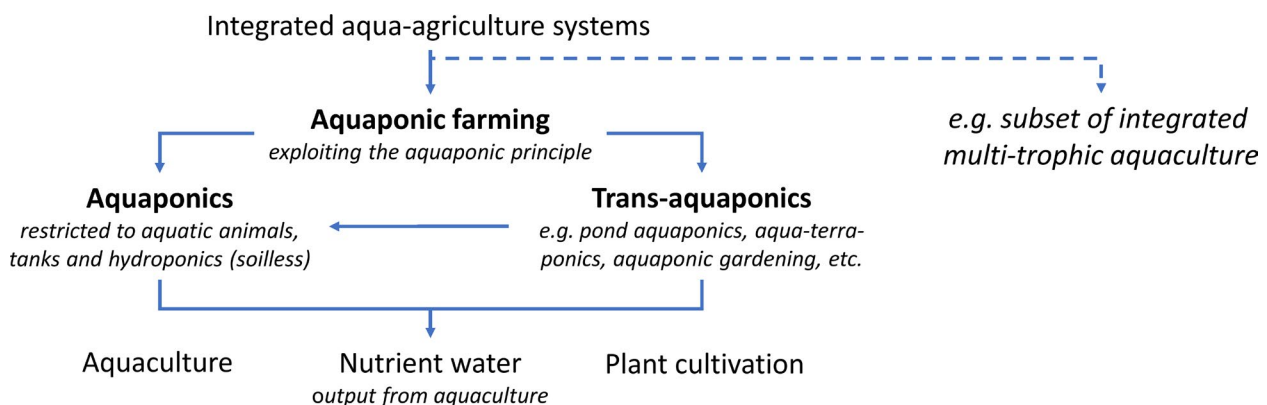 Integrated aqua-agriculture systems
Aquaponic farming
exploiting the aquaponic principle
e.g. subset of integrated
multi-trophic aquaculture
Aquaponics
restricted to aquatic animals,
tanks and hydroponics (soilless)
Trans-aquaponics
e.g. pond aquaponics, aqua-terra-
ponics, aquaponic gardening, etc.
Aquaculture
Nutrient water
output from aquaculture
Plant cultivation